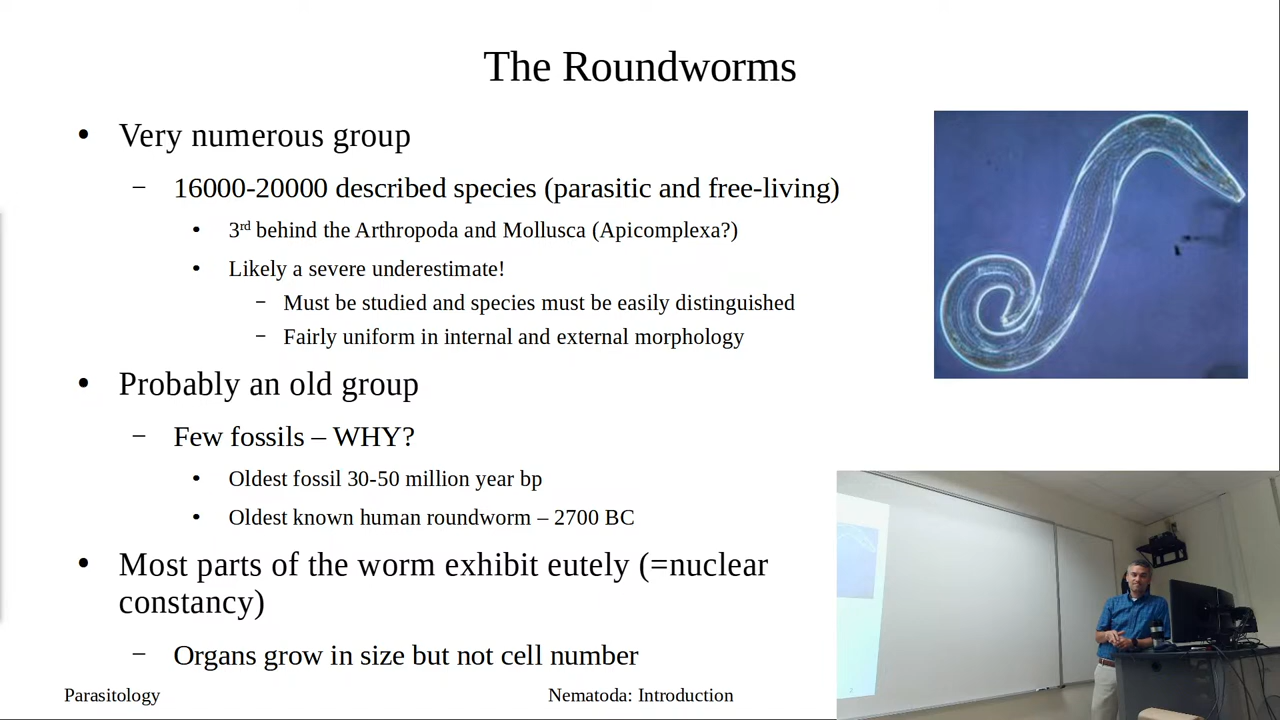 The Roundworms
• Very numerous group
– 16000-20000 described species (parasitic and free-living)
• 3rd behind the Arthropoda and Mollusca (Apicomplexa?)
• Likely a severe underestimate!
– Must be studied and species must be easily distinguished
– Fairly uniform in internal and external morphology
• Probably an old group
– Few fossils – WHY?
• Oldest fossil 30-50 million year bp
• Oldest known human roundworm – 2700 BC
• Most parts of the worm exhibit eutely (=nuclear
constancy)
– Organs grow in size but not cell number
Parasitology
Nematoda: Introduction
2